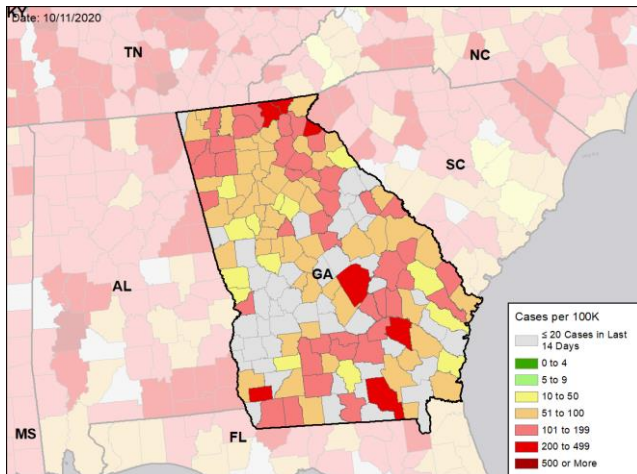 KY
Date: 10/11/2020
TN
NC
SC
GA
AL
MS
FL
Cases per 100K
≤ 20 Cases in Last
14 Days
0 to 4
5 to 9
10 to 50
51 to 100
101 to 199
200 to 499
500 or More